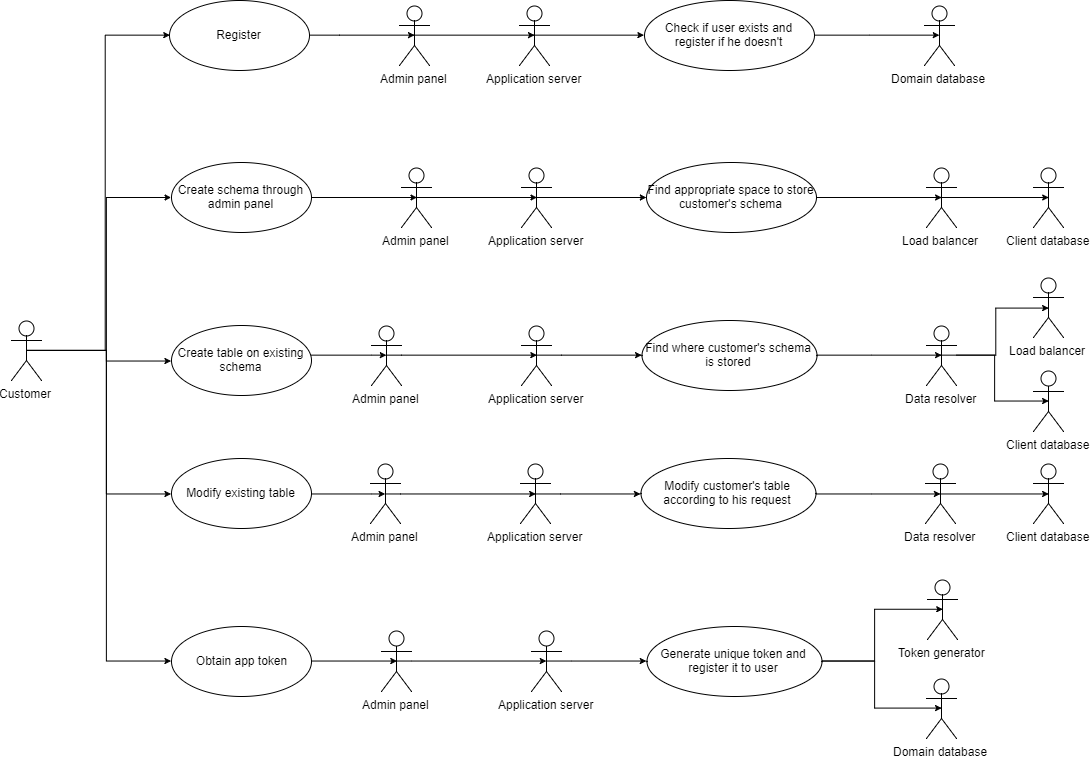 Register
Admin panel
Application server
Check if user exists and
register if he doesn't
Domain database
Create schema through
admin panel
Admin panel
Application server
Find appropriate space to store
customer's schema
Load balancer
Client database
Customer
Create table on existing
schema
Admin panel
Application server
Find where customer's schema
is stored
Data resolver
Load balancer
Client database
Modify existing table
Admin panel
Application server
Modify customer's table
according to his request
Data resolver
Client database
Obtain app token
Admin panel
Application server
Generate unique token and
register it to user
Token generator
Domain database